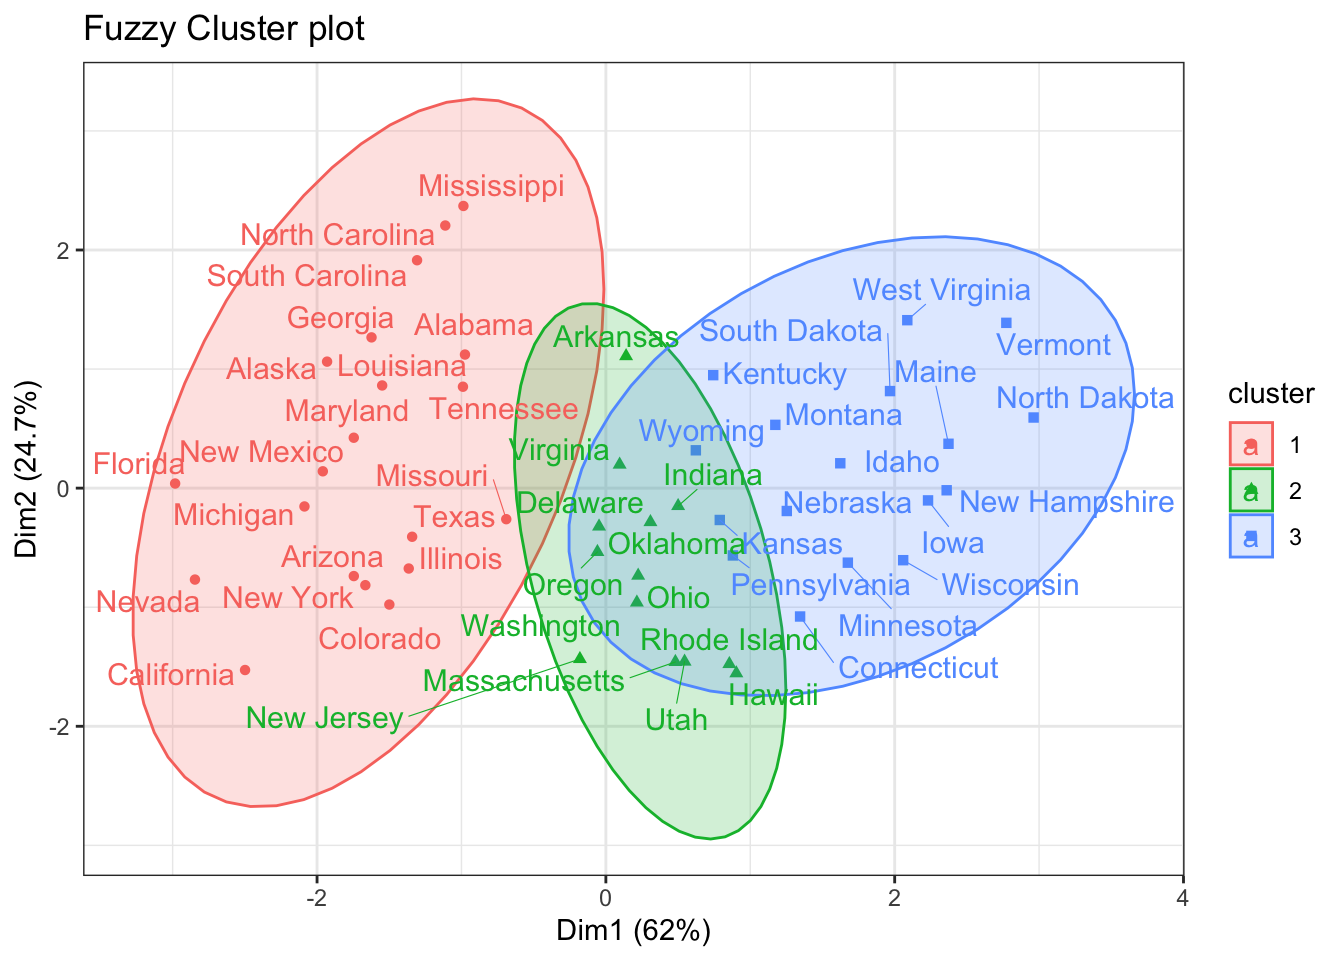 Fuzzy Cluster plot
Mississippi
North Carolina
South Carolina
West Virginia
Georgia
Alabama
South Dakota
Arkansas
Vermont
Alaska
Louisiana
Kentucky
Maine
North Dakota
Maryland
Tennessee
Montana
Wyoming
New Mexico
Virginia
Florida
Idaho
Missouri
Indiana
Delaware
Nebraska
New Hampshire
Michigan
Texas
Oklahoma
Kansas
Iowa
Arizona
Illinois
Oregon
Pennsylvania
Wisconsin
Nevada
New York
Ohio
Washington
Minnesota
Colorado
Rhode Island
California
Massachusetts
Connecticut
Hawaii
New Jersey
Utah
2
0
-2
-2
0
2
4
Dim1 (62%)
Dim2 (24.7%)
cluster
a 1
a 2
a 3